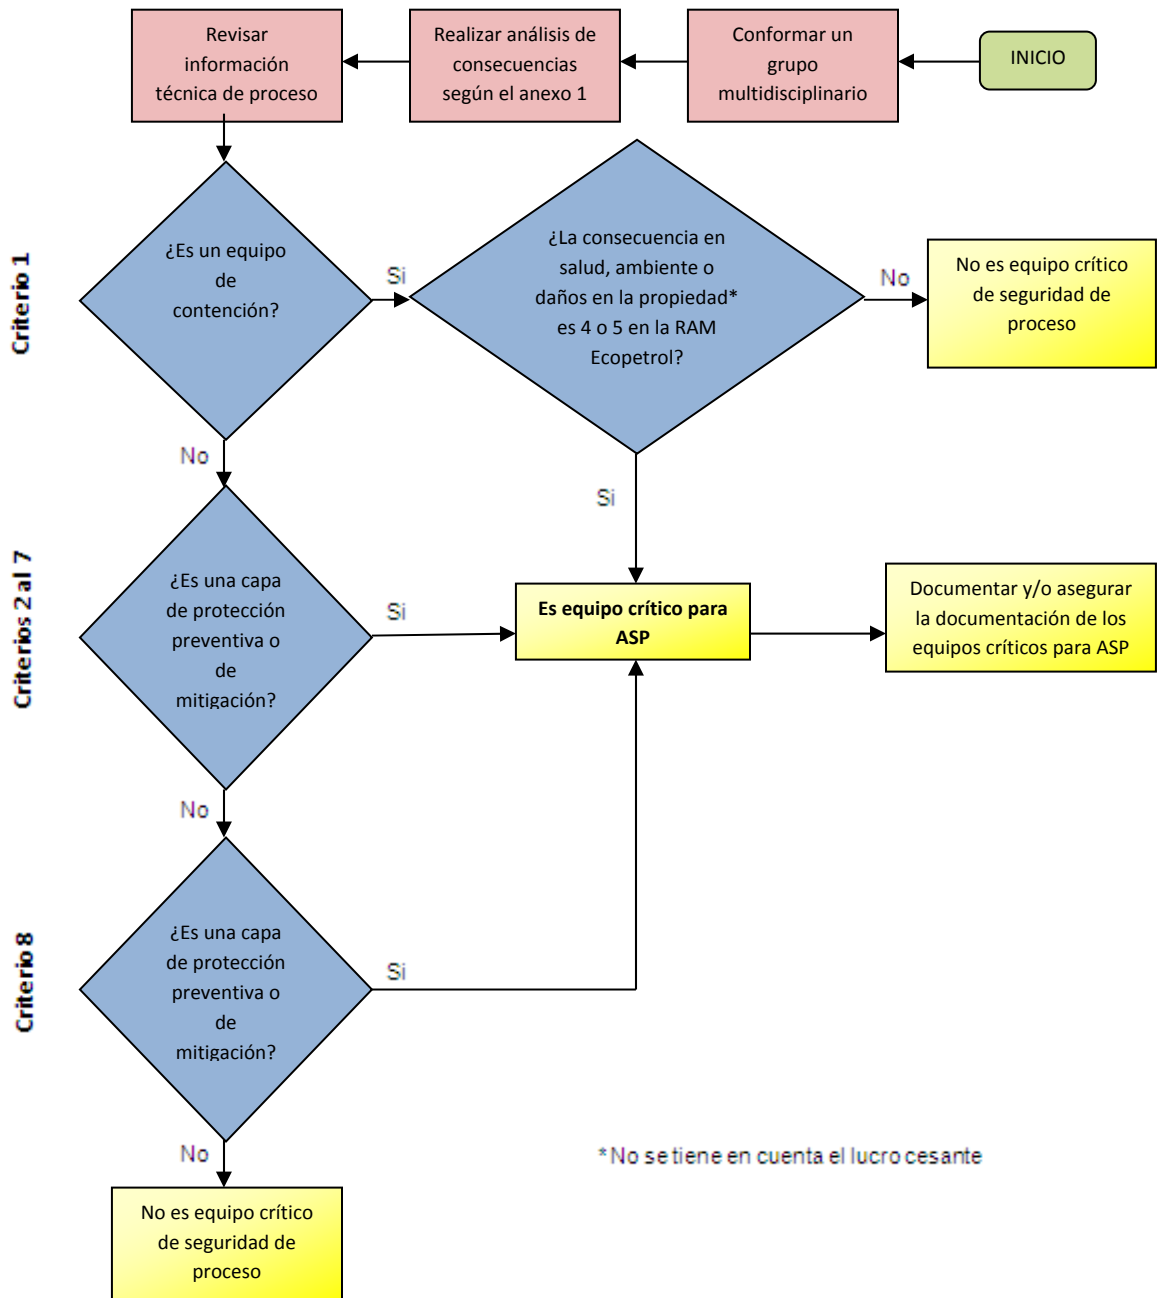 INICIO
Conformar un
grupo
multidisciplinario
Realizar análisis de
consecuencias
según el anexo 1
Revisar
información
técnica de proceso
Criterio 1
¿Es un equipo
de
contención?
Si
¿La consecuencia en
salud, ambiente o
daños en la propiedad*
es 4 o 5 en la RAM
Ecopetrol?
No
No es equipo crítico
de seguridad de
proceso
No
Si
Criterios 2 al 7
¿Es una capa
de protección
preventiva o
de
mitigación?
Si
Es equipo crítico para
ASP
Documentar y/o asegurar
la documentación de los
equipos críticos para ASP
No
Criterio 8
¿Es una capa
de protección
preventiva o
de
mitigación?
Si
No
No es equipo crítico
de seguridad de
proceso
*No se tiene en cuenta el lucro cesante